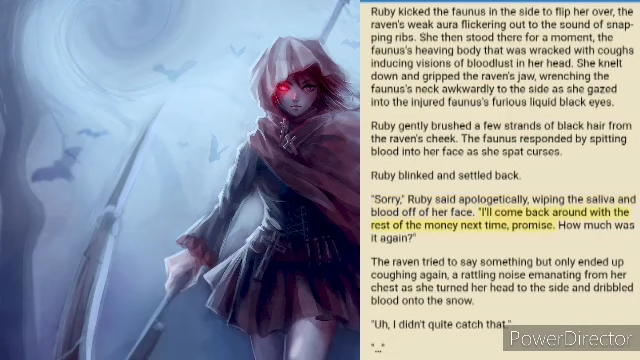 Ruby kicked the faunus in the side to flip her over, the
raven's weak aura flickering out to the sound of snap-
ping ribs. She then stood there for a moment, the
faunus's heaving body that was wracked with coughs
inducing visions of bloodlust in her head. She knelt
down and gripped the raven's jaw, wrenching the
faunus's neck awkwardly to the side as she gazed
into the injured faunus's furious liquid black eyes.
Ruby gently brushed a few strands of black hair from
the raven's cheek. The faunus responded by spitting
blood into her face as she spat curses.
Ruby blinked and settled back.
"Sorry," Ruby said apologetically, wiping the saliva and
blood off of her face. "I'll come back around with the
rest of the money next time, promise. How much was
it again?"
The raven tried to say something but only ended up
coughing again, a rattling noise emanating from her
chest as she turned her head to the side and dribbled
blood onto the snow.
"Uh, I didn't quite catch that."
"..."
PowerDirector